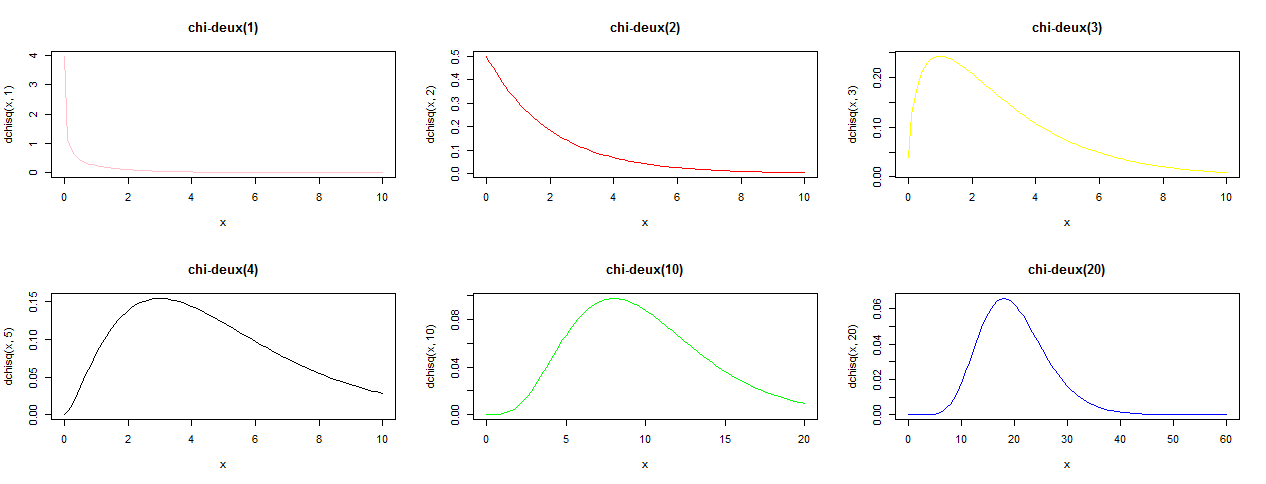 chi-deux(1)
dchisq(x, 1)
4
3
2
1
0
0 2 4 6 8 10
x
chi-deux(2)
dchisq(x, 2)
0.5
0.4
0.3
0.2
0.1
0.0
0 2 4 6 8 10
x
chi-deux(3)
dchisq(x, 3)
0.20
0.10
0.00
0 2 4 6 8 10
x
chi-deux(4)
dchisq(x, 5)
0.15
0.10
0.05
0.00
0 2 4 6 8 10
x
chi-deux(10)
dchisq(x, 10)
0.08
0.04
0.00
0 5 10 15 20
x
chi-deux(20)
dchisq(x, 20)
0.06
0.04
0.02
0.00
0 10 20 30 40 50 60
x